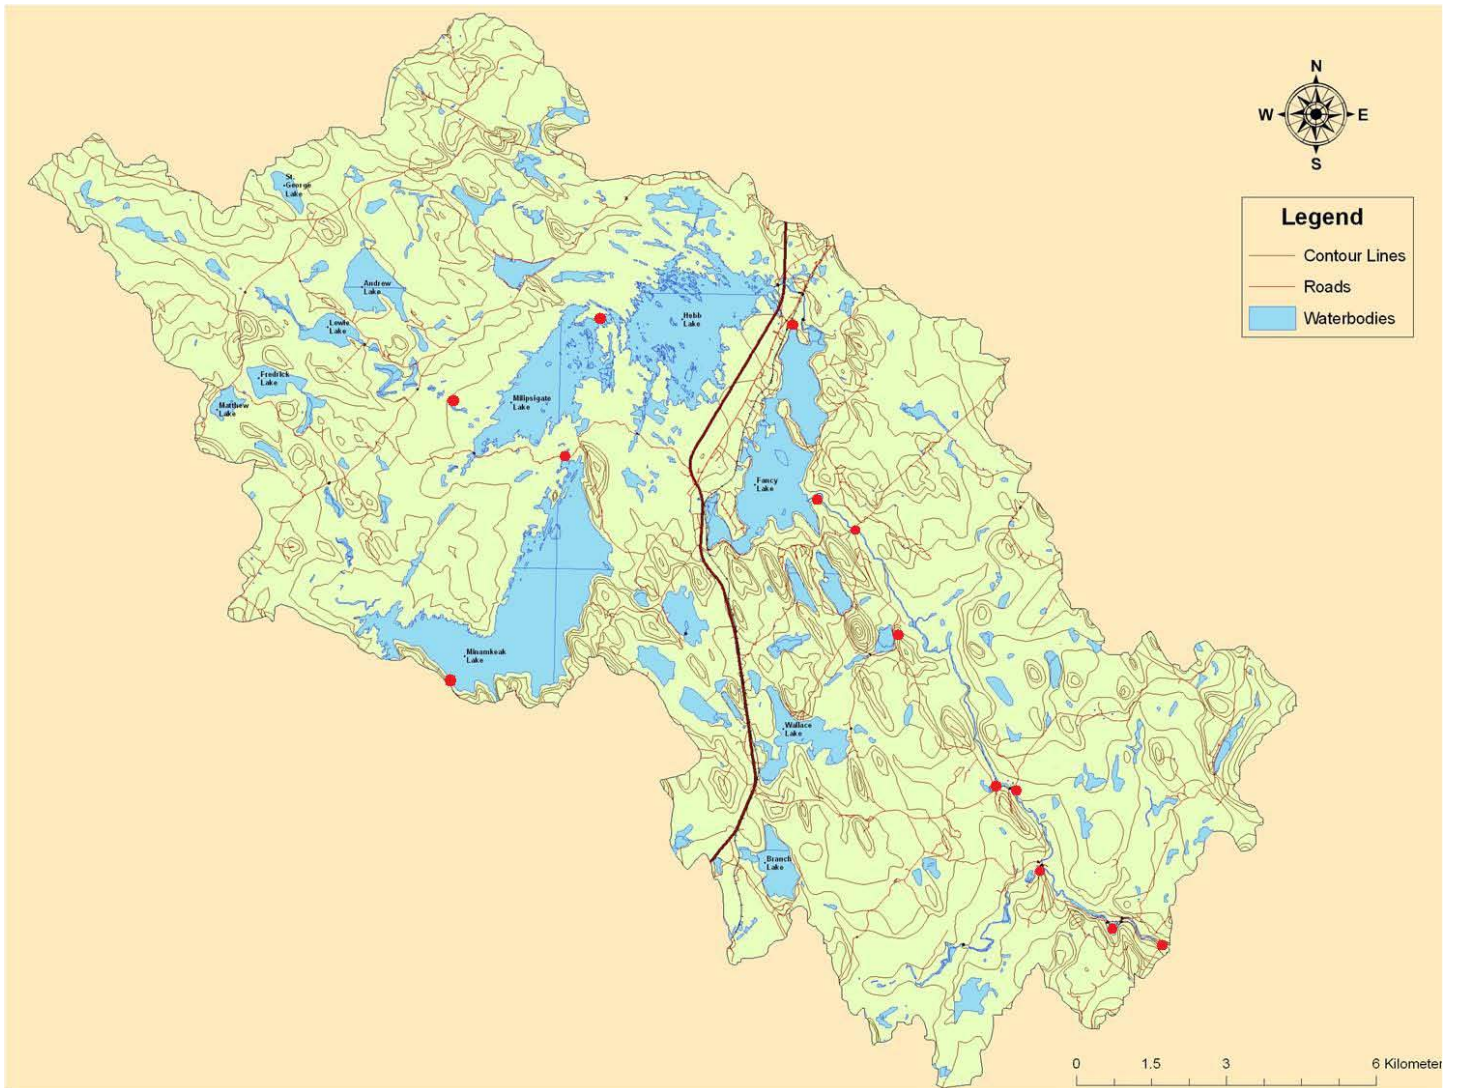 N
W E
S
Legend
Contour Lines
Roads
Waterbodies
St.
George
Lake
Andrew
Lake
Lewis
Lake
Fredrick
Lake
Matthew
Lake
Hebb
Lake
Milipsigate
Lake
Fancy
Lake
Minamkeak
Lake
Wallace
Lake
Branch
Lake
0 1.5 3 6 Kilometer